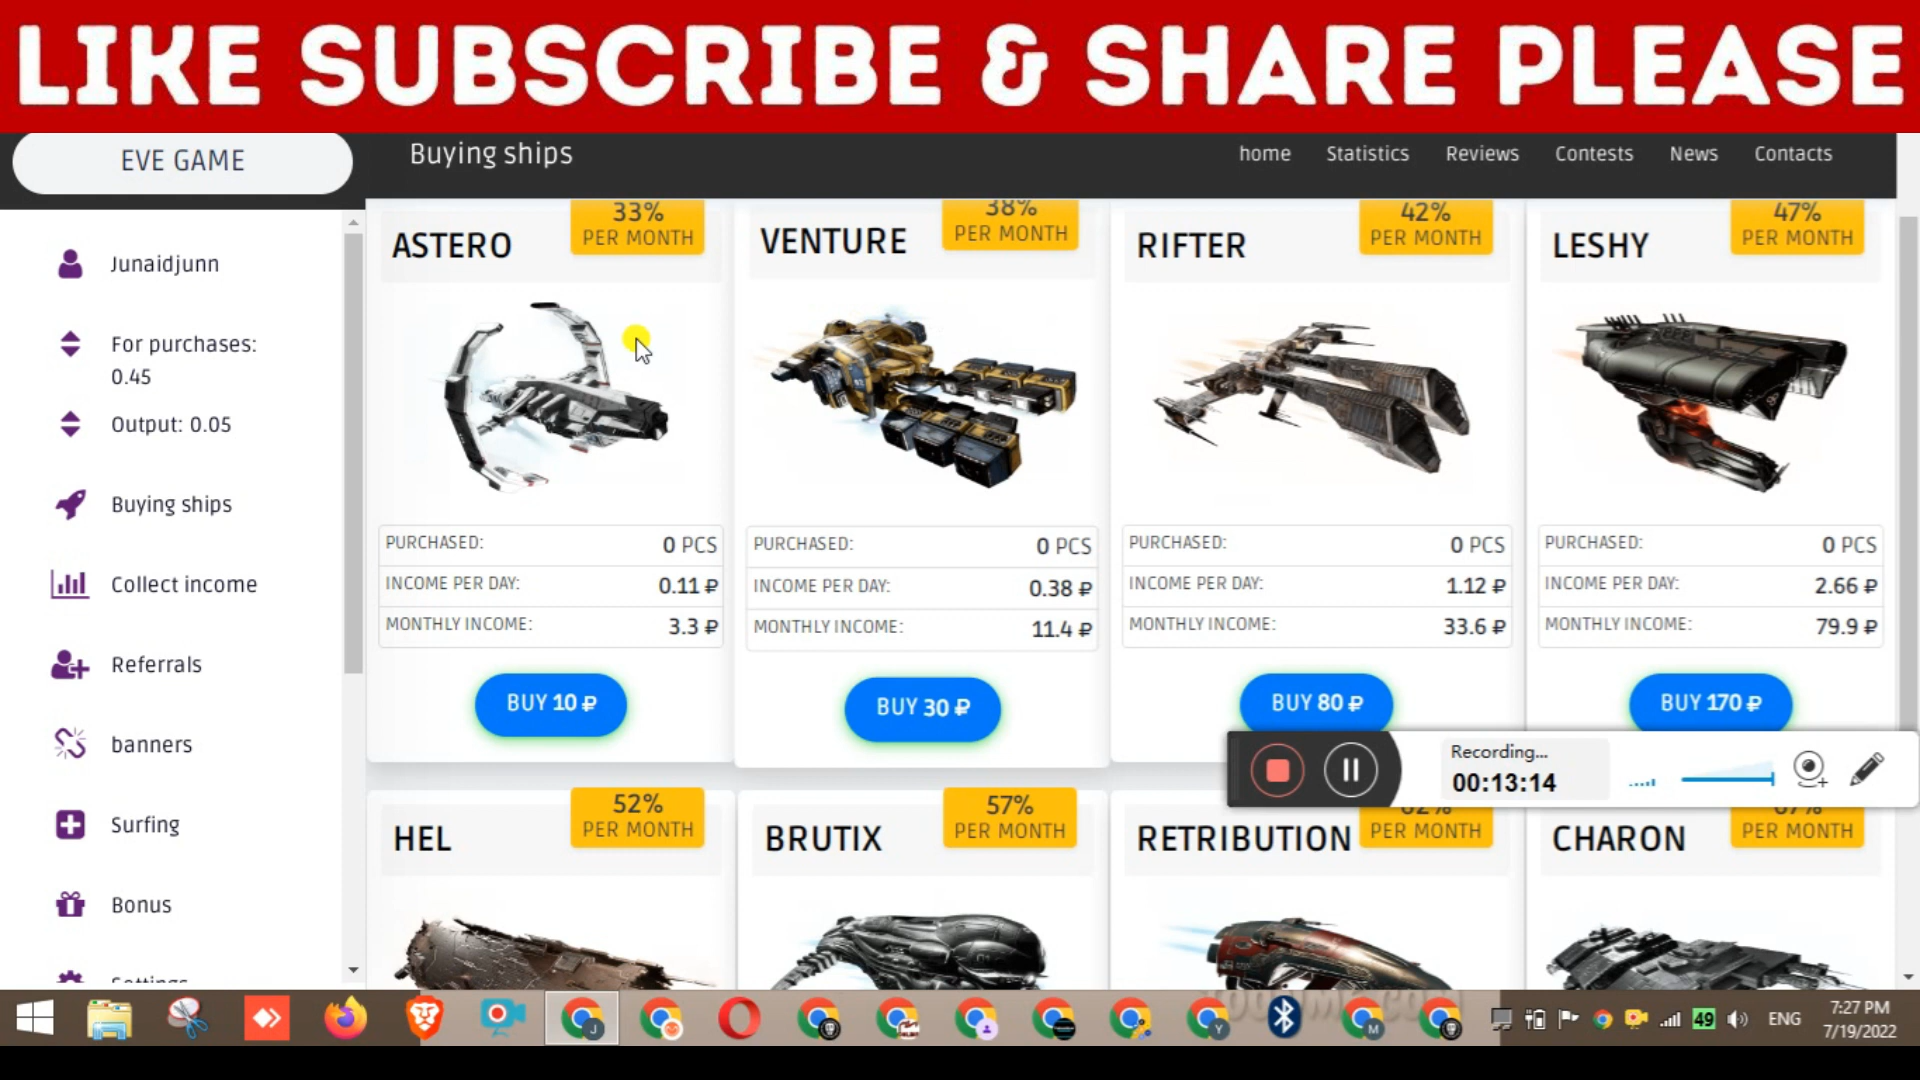 LIKE SUBSCRIBE & SHARE PLEASE
EVE GAME
Buying ships
home Statistics Reviews Contests News Contacts
Junaidjunn
For purchases:
0.45
Output: 0.05
Buying ships
Collect income
Referrals
banners
Surfing
Bonus
Settings
ASTERO
33%
PER MONTH
PURCHASED: 0 PCS
INCOME PER DAY: 0.11 ₽
MONTHLY INCOME: 3.3 ₽
BUY 10 ₽
VENTURE
38%
PER MONTH
PURCHASED: 0 PCS
INCOME PER DAY: 0.38 ₽
MONTHLY INCOME: 11.4 ₽
BUY 30 ₽
RIFTER
42%
PER MONTH
PURCHASED: 0 PCS
INCOME PER DAY: 1.12 ₽
MONTHLY INCOME: 33.6 ₽
BUY 80 ₽
LESHY
47%
PER MONTH
PURCHASED: 0 PCS
INCOME PER DAY: 2.66 ₽
MONTHLY INCOME: 79.9 ₽
BUY 170 ₽
Recording...
00:13:14
HEL
52%
PER MONTH
BRUTIX
57%
PER MONTH
RETRIBUTION
62%
PER MONTH
CHARON
67%
PER MONTH
49
ENG
7:27 PM
7/19/2022